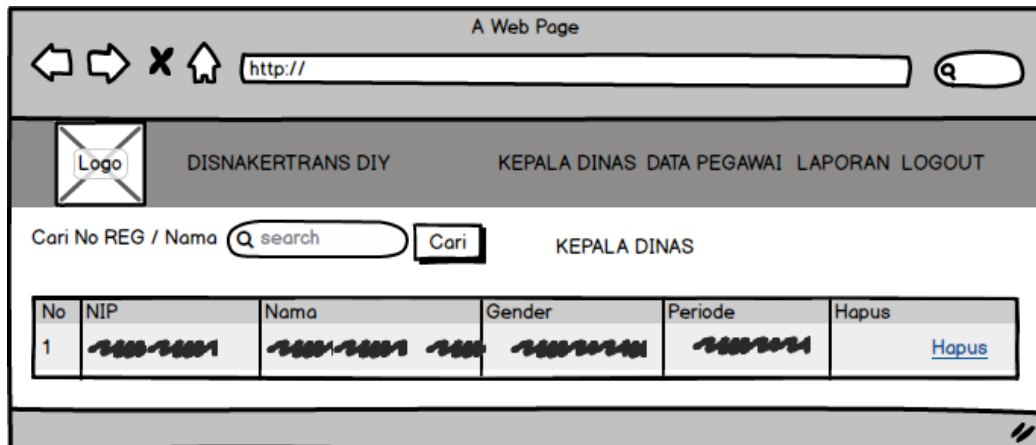 A Web Page
http://
Logo DISNAKERTRANS DIY KEPALA DINAS DATA PEGAWAI LAPORAN LOGOUT
Cari No REG / Nama search Cari KEPALA DINAS
No NIP Nama Gender Periode Hapus
1 Hapus